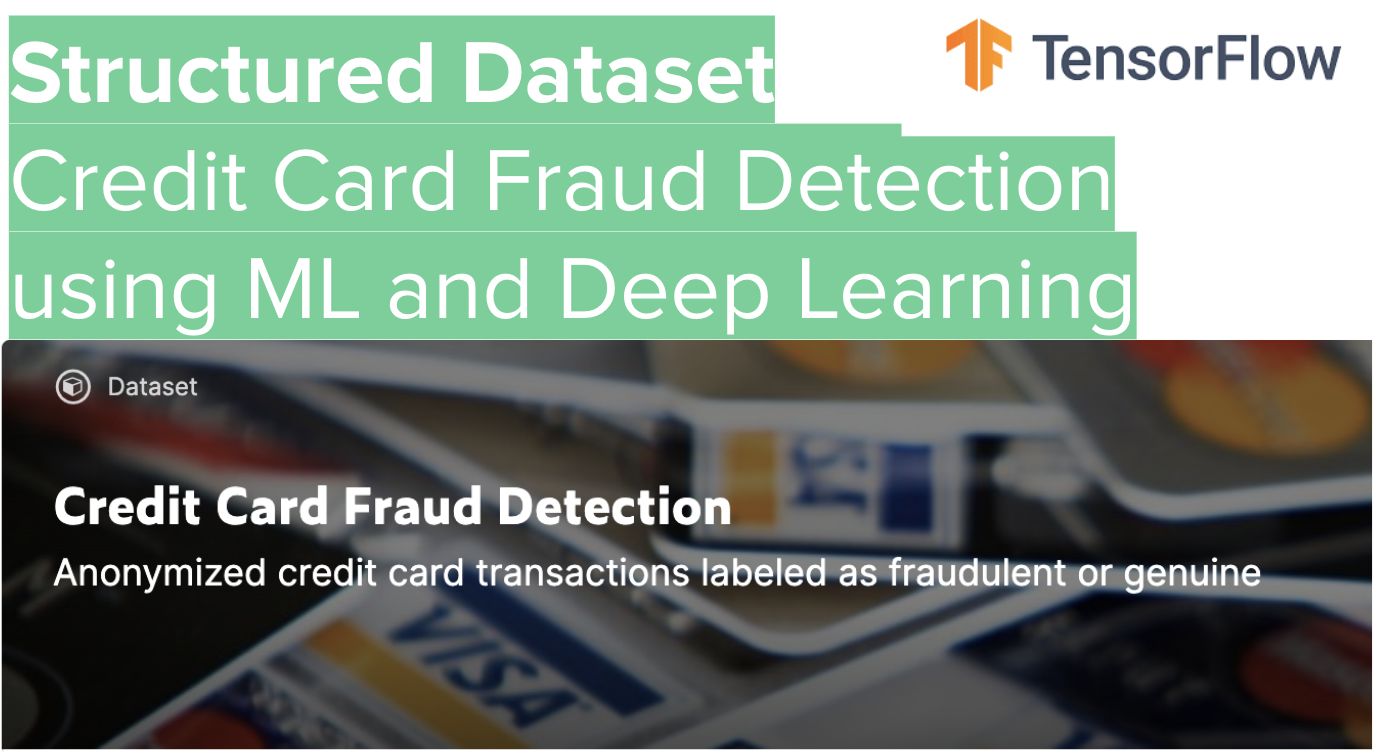 Structured Dataset
TensorFlow
Credit Card Fraud Detection
using ML and Deep Learning
Dataset
Credit Card Fraud Detection
Anonymized credit card transactions labeled as fraudulent or genuine
VISA
VISA